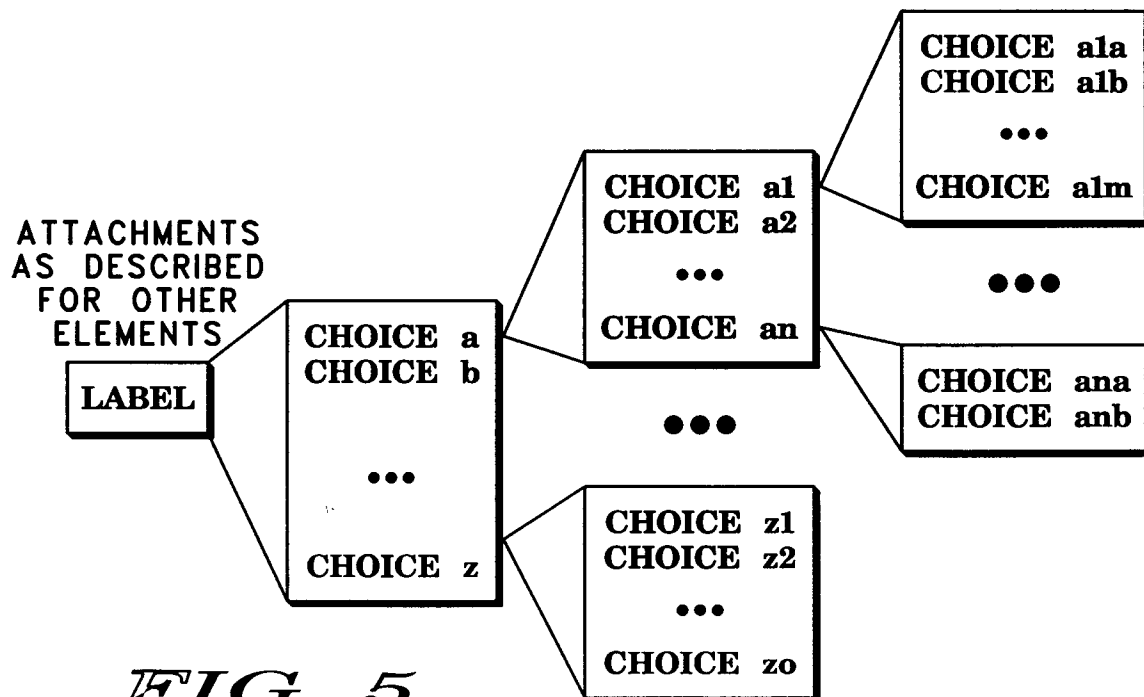 ATTACHMENTS
AS DESCRIBED
FOR OTHER
ELEMENTS
LABEL
CHOICE a
CHOICE b
•••
CHOICE z
CHOICE a1
CHOICE a2
•••
CHOICE an
•••
CHOICE z1
CHOICE z2
•••
CHOICE zo
CHOICE a1a
CHOICE a1b
•••
CHOICE a1m
•••
CHOICE ana
CHOICE anb
FIG. 5